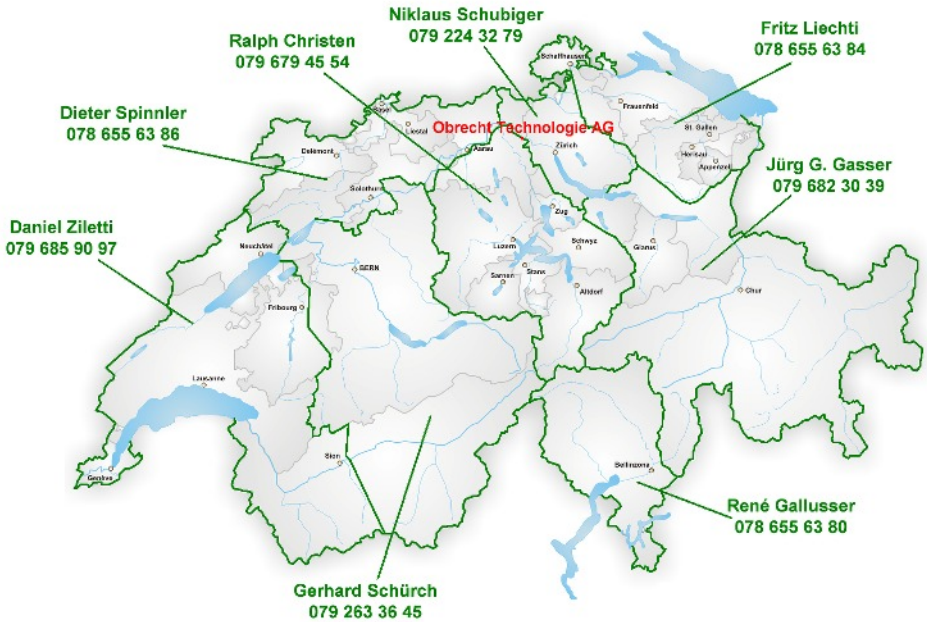 Niklaus Schubiger
079 224 32 79
Fritz Liechti
078 655 63 84
Ralph Christen
079 679 45 54
Schaffhausen
Dieter Spinnler
078 655 63 86
Basel
Liestal
Frauenfeld
Obrecht Technologie AG
St. Gallen
Delémont
Aarau
Zürich
Herisau
Appenzell
Jürg G. Gasser
079 682 30 39
Solothurn
Daniel Ziletti
079 685 90 97
Zug
Neuchâtel
Luzern
Schwyz
Glarus
BERN
Stans
Sarnen
Altdorf
Chur
Fribourg
Lausanne
Sion
Genève
Bellinzona
René Gallusser
078 655 63 80
Gerhard Schürch
079 263 36 45